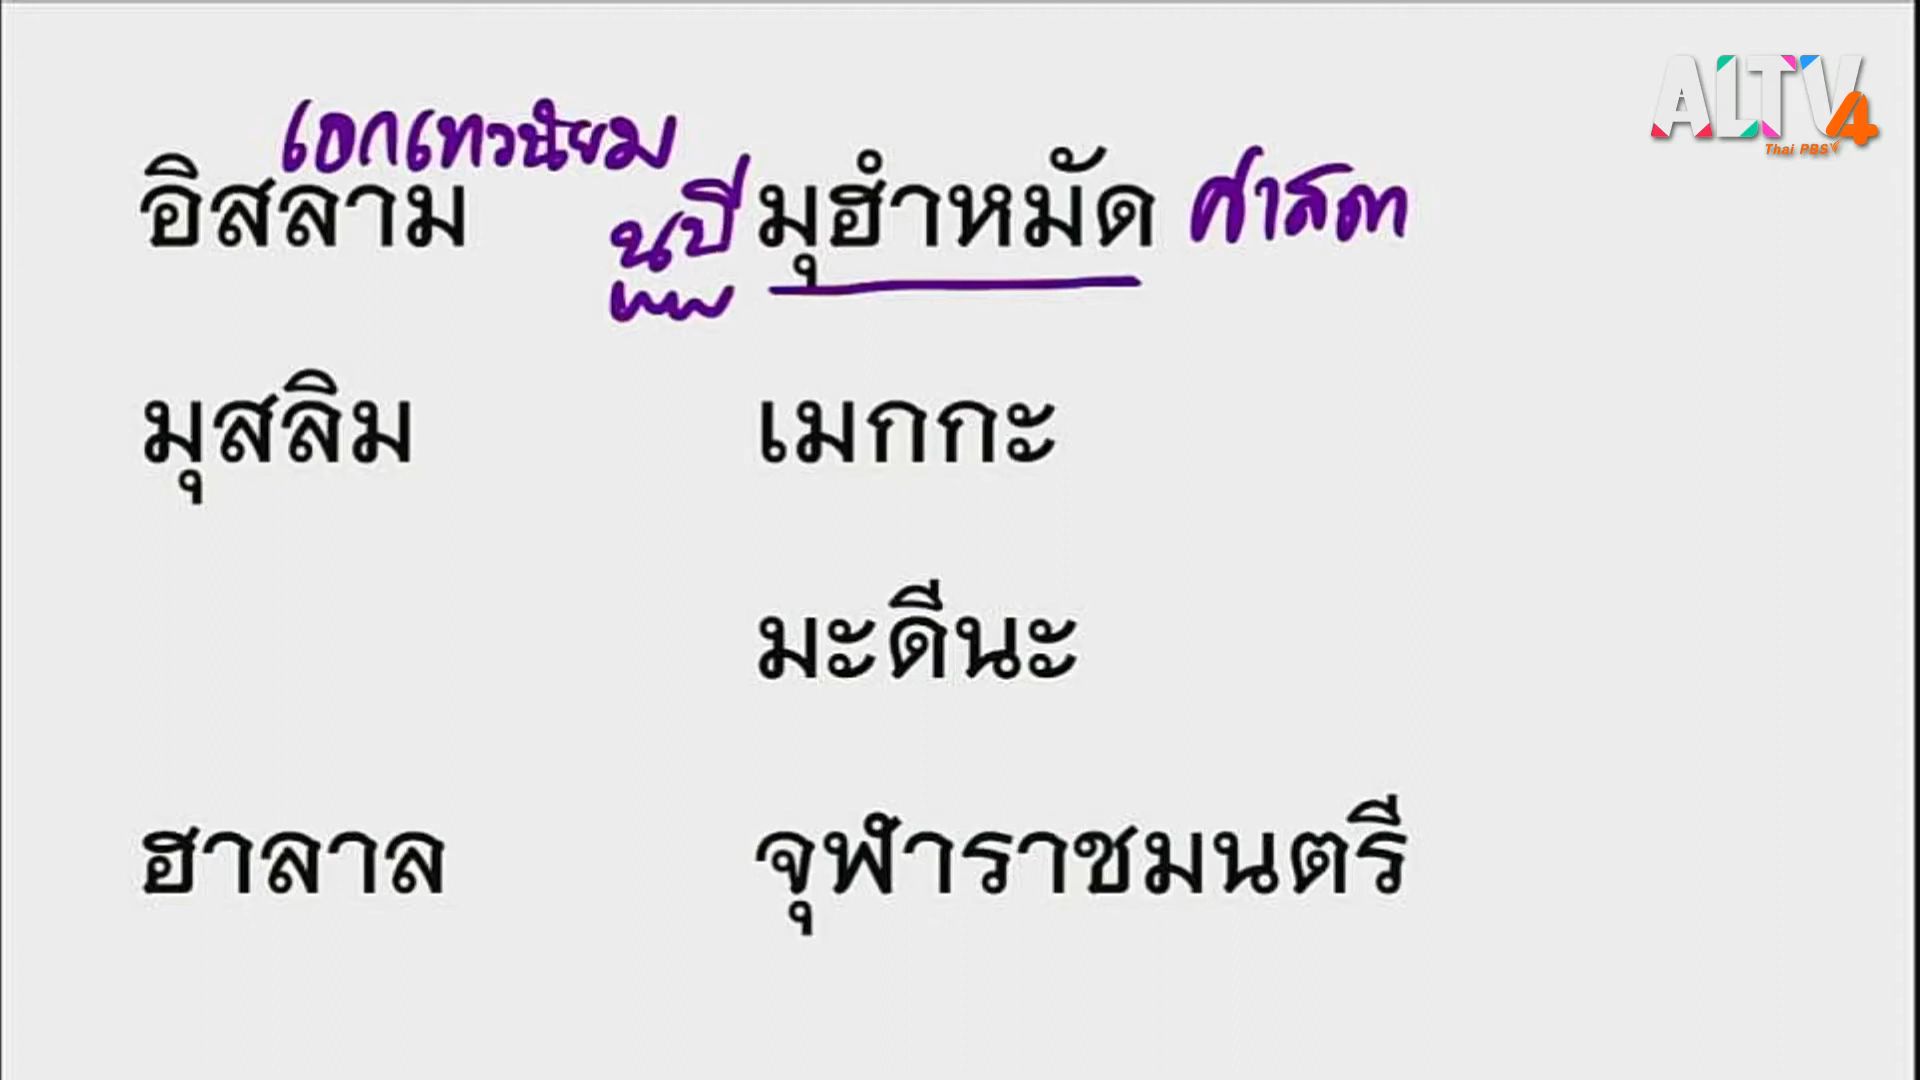 ALTV4
Thai PBS
เอกเทวนิยม
อิสลาม นบี มุฮำหมัด ศาสดา
มุสลิม เมกกะ
มะดีนะ
ฮาลาล จุฬาราชมนตรี